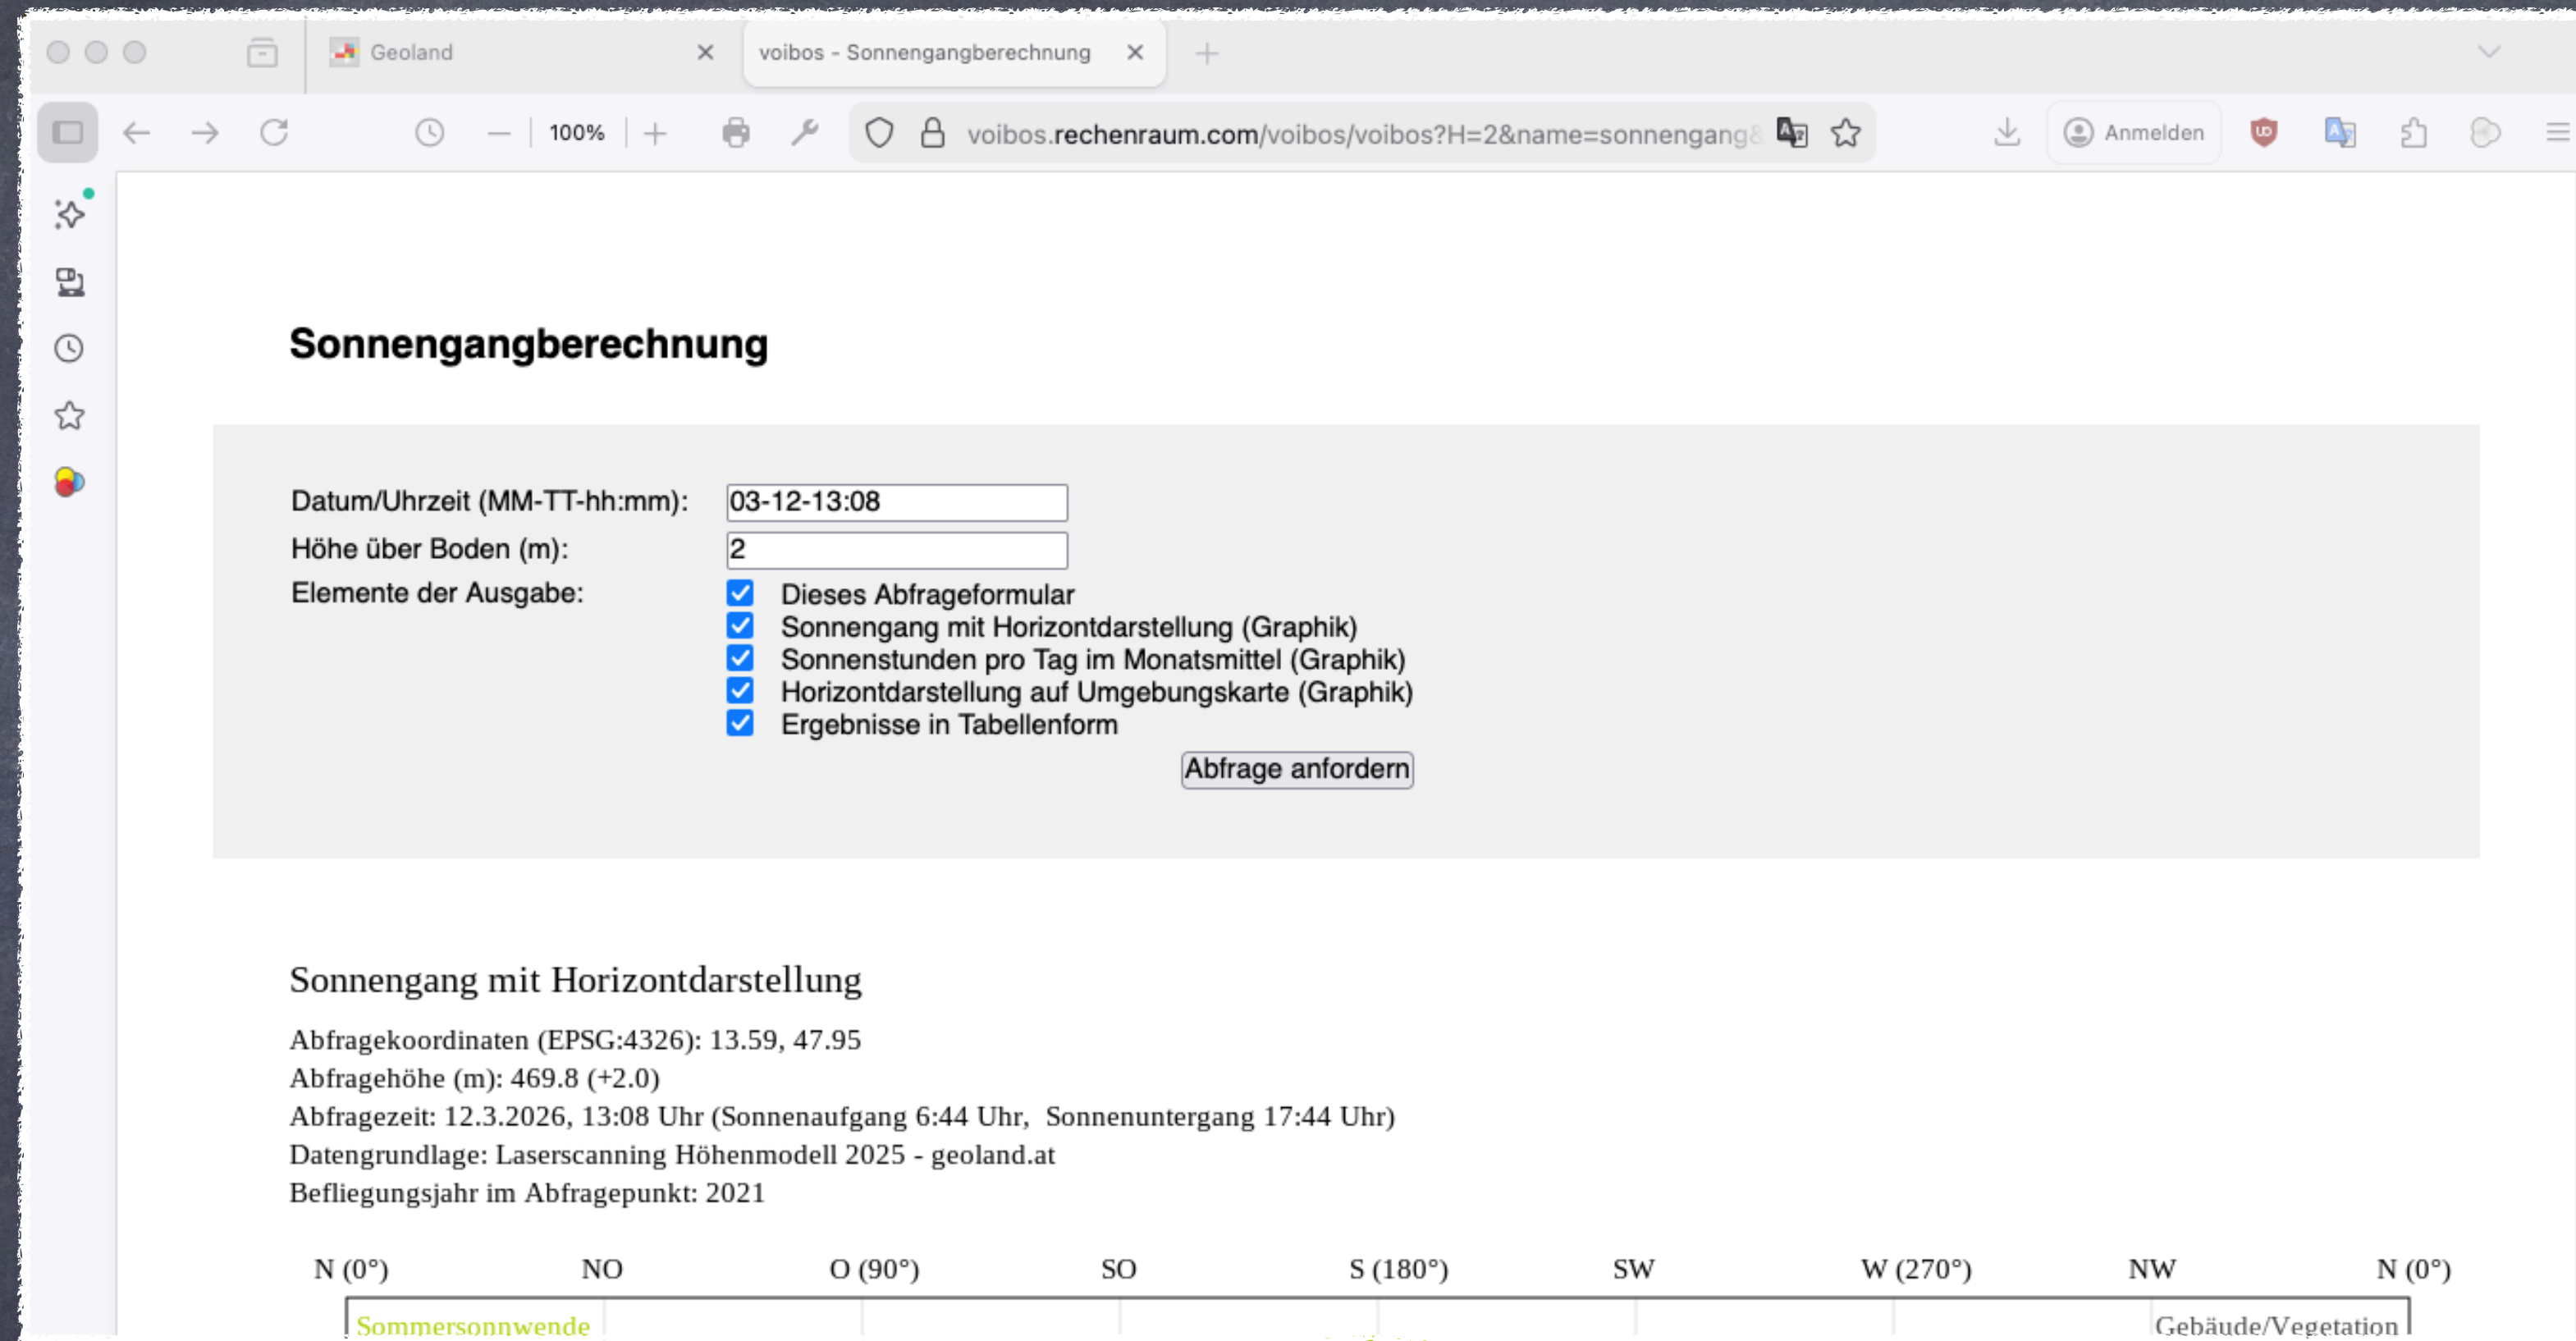 Geoland
voibos - Sonnengangberechnung
100%
voibos.rechenraum.com/voibos/voibos?H=2&name=sonnengang&
Anmelden
Sonnengangberechnung
Datum/Uhrzeit (MM-TT-hh:mm): 03-12-13:08
Höhe über Boden (m): 2
Elemente der Ausgabe: Dieses Abfrageformular
Sonnengang mit Horizontdarstellung (Graphik)
Sonnenstunden pro Tag im Monatsmittel (Graphik)
Horizontdarstellung auf Umgebungskarte (Graphik)
Ergebnisse in Tabellenform
Abfrage anfordern
Sonnengang mit Horizontdarstellung
Abfragekoordinaten (EPSG:4326): 13.59, 47.95
Abfragehöhe (m): 469.8 (+2.0)
Abfragezeit: 12.3.2026, 13:08 Uhr (Sonnenaufgang 6:44 Uhr, Sonnenuntergang 17:44 Uhr)
Datengrundlage: Laserscanning Höhenmodell 2025 - geoland.at
Befliegungsjahr im Abfragepunkt: 2021
N (0°) NO O (90°) SO S (180°) SW W (270°) NW N (0°)
Sommersonnwende Gebäude/Vegetation